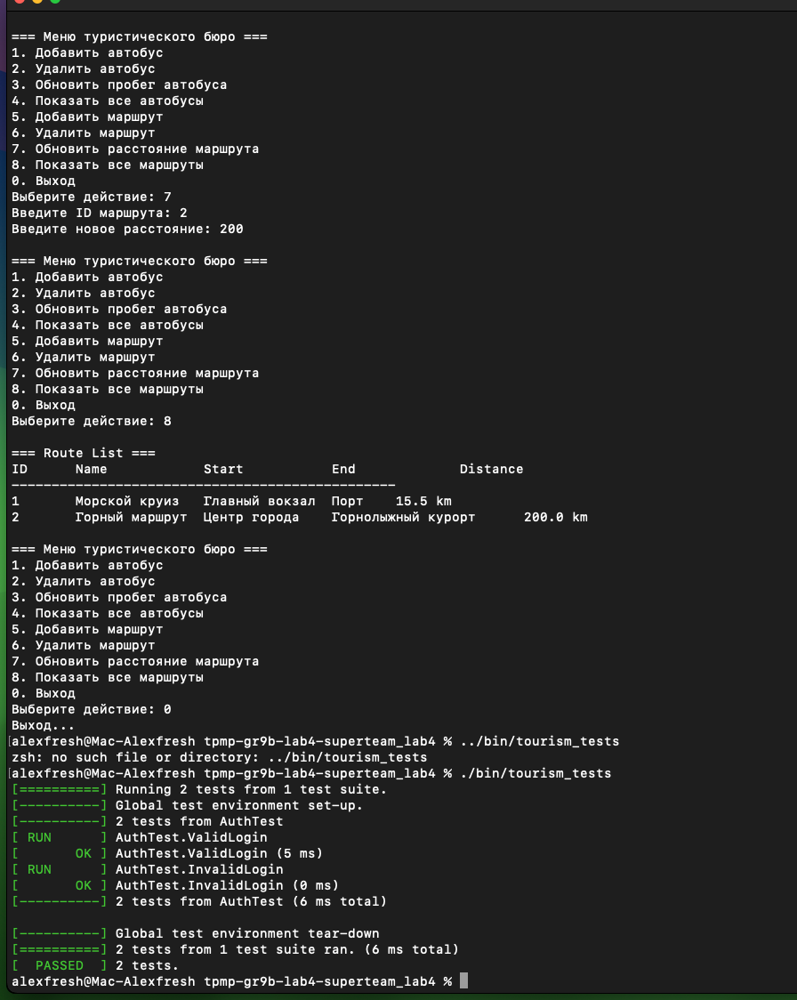 === Меню туристического бюро ===
1. Добавить автобус
2. Удалить автобус
3. Обновить пробег автобуса
4. Показать все автобусы
5. Добавить маршрут
6. Удалить маршрут
7. Обновить расстояние маршрута
8. Показать все маршруты
0. Выход
Выберите действие: 7
Введите ID маршрута: 2
Введите новое расстояние: 200

=== Меню туристического бюро ===
1. Добавить автобус
2. Удалить автобус
3. Обновить пробег автобуса
4. Показать все автобусы
5. Добавить маршрут
6. Удалить маршрут
7. Обновить расстояние маршрута
8. Показать все маршруты
0. Выход
Выберите действие: 8

=== Route List ===
ID      Name            Start           End             Distance
------------------------------------------------
1       Морской круиз   Главный вокзал  Порт    15.5 km
2       Горный маршрут  Центр города    Горнолыжный курорт      200.0 km

=== Меню туристического бюро ===
1. Добавить автобус
2. Удалить автобус
3. Обновить пробег автобуса
4. Показать все автобусы
5. Добавить маршрут
6. Удалить маршрут
7. Обновить расстояние маршрута
8. Показать все маршруты
0. Выход
Выберите действие: 0
Выход...
[alexfresh@Mac-Alexfresh tpmp-gr9b-lab4-superteam_lab4 % ../bin/tourism_tests
zsh: no such file or directory: ../bin/tourism_tests
[alexfresh@Mac-Alexfresh tpmp-gr9b-lab4-superteam_lab4 % ./bin/tourism_tests
[==========] Running 2 tests from 1 test suite.
[----------] Global test environment set-up.
[----------] 2 tests from AuthTest
[ RUN      ] AuthTest.ValidLogin
[       OK ] AuthTest.ValidLogin (5 ms)
[ RUN      ] AuthTest.InvalidLogin
[       OK ] AuthTest.InvalidLogin (0 ms)
[----------] 2 tests from AuthTest (6 ms total)

[----------] Global test environment tear-down
[==========] 2 tests from 1 test suite ran. (6 ms total)
[  PASSED  ] 2 tests.
alexfresh@Mac-Alexfresh tpmp-gr9b-lab4-superteam_lab4 %